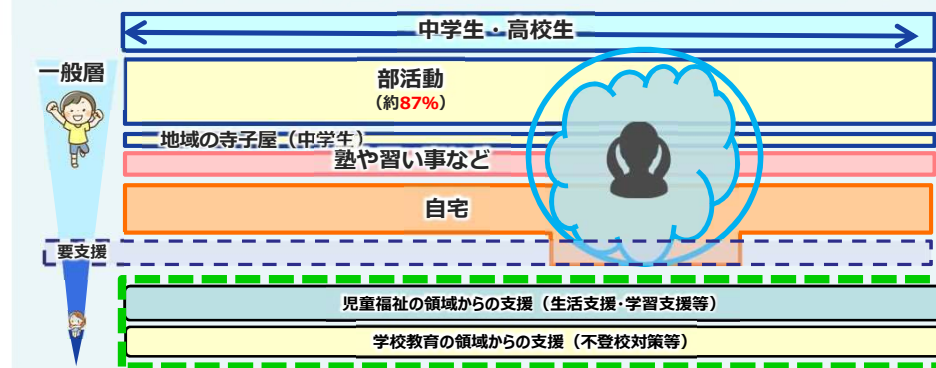 中学生・高校生
一般層
部活動
（約87%）
地域の寺子屋（中学生）
塾や習い事など
自宅
要支援
児童福祉の領域からの支援（生活支援・学習支援等）
学校教育の領域からの支援（不登校対策等）